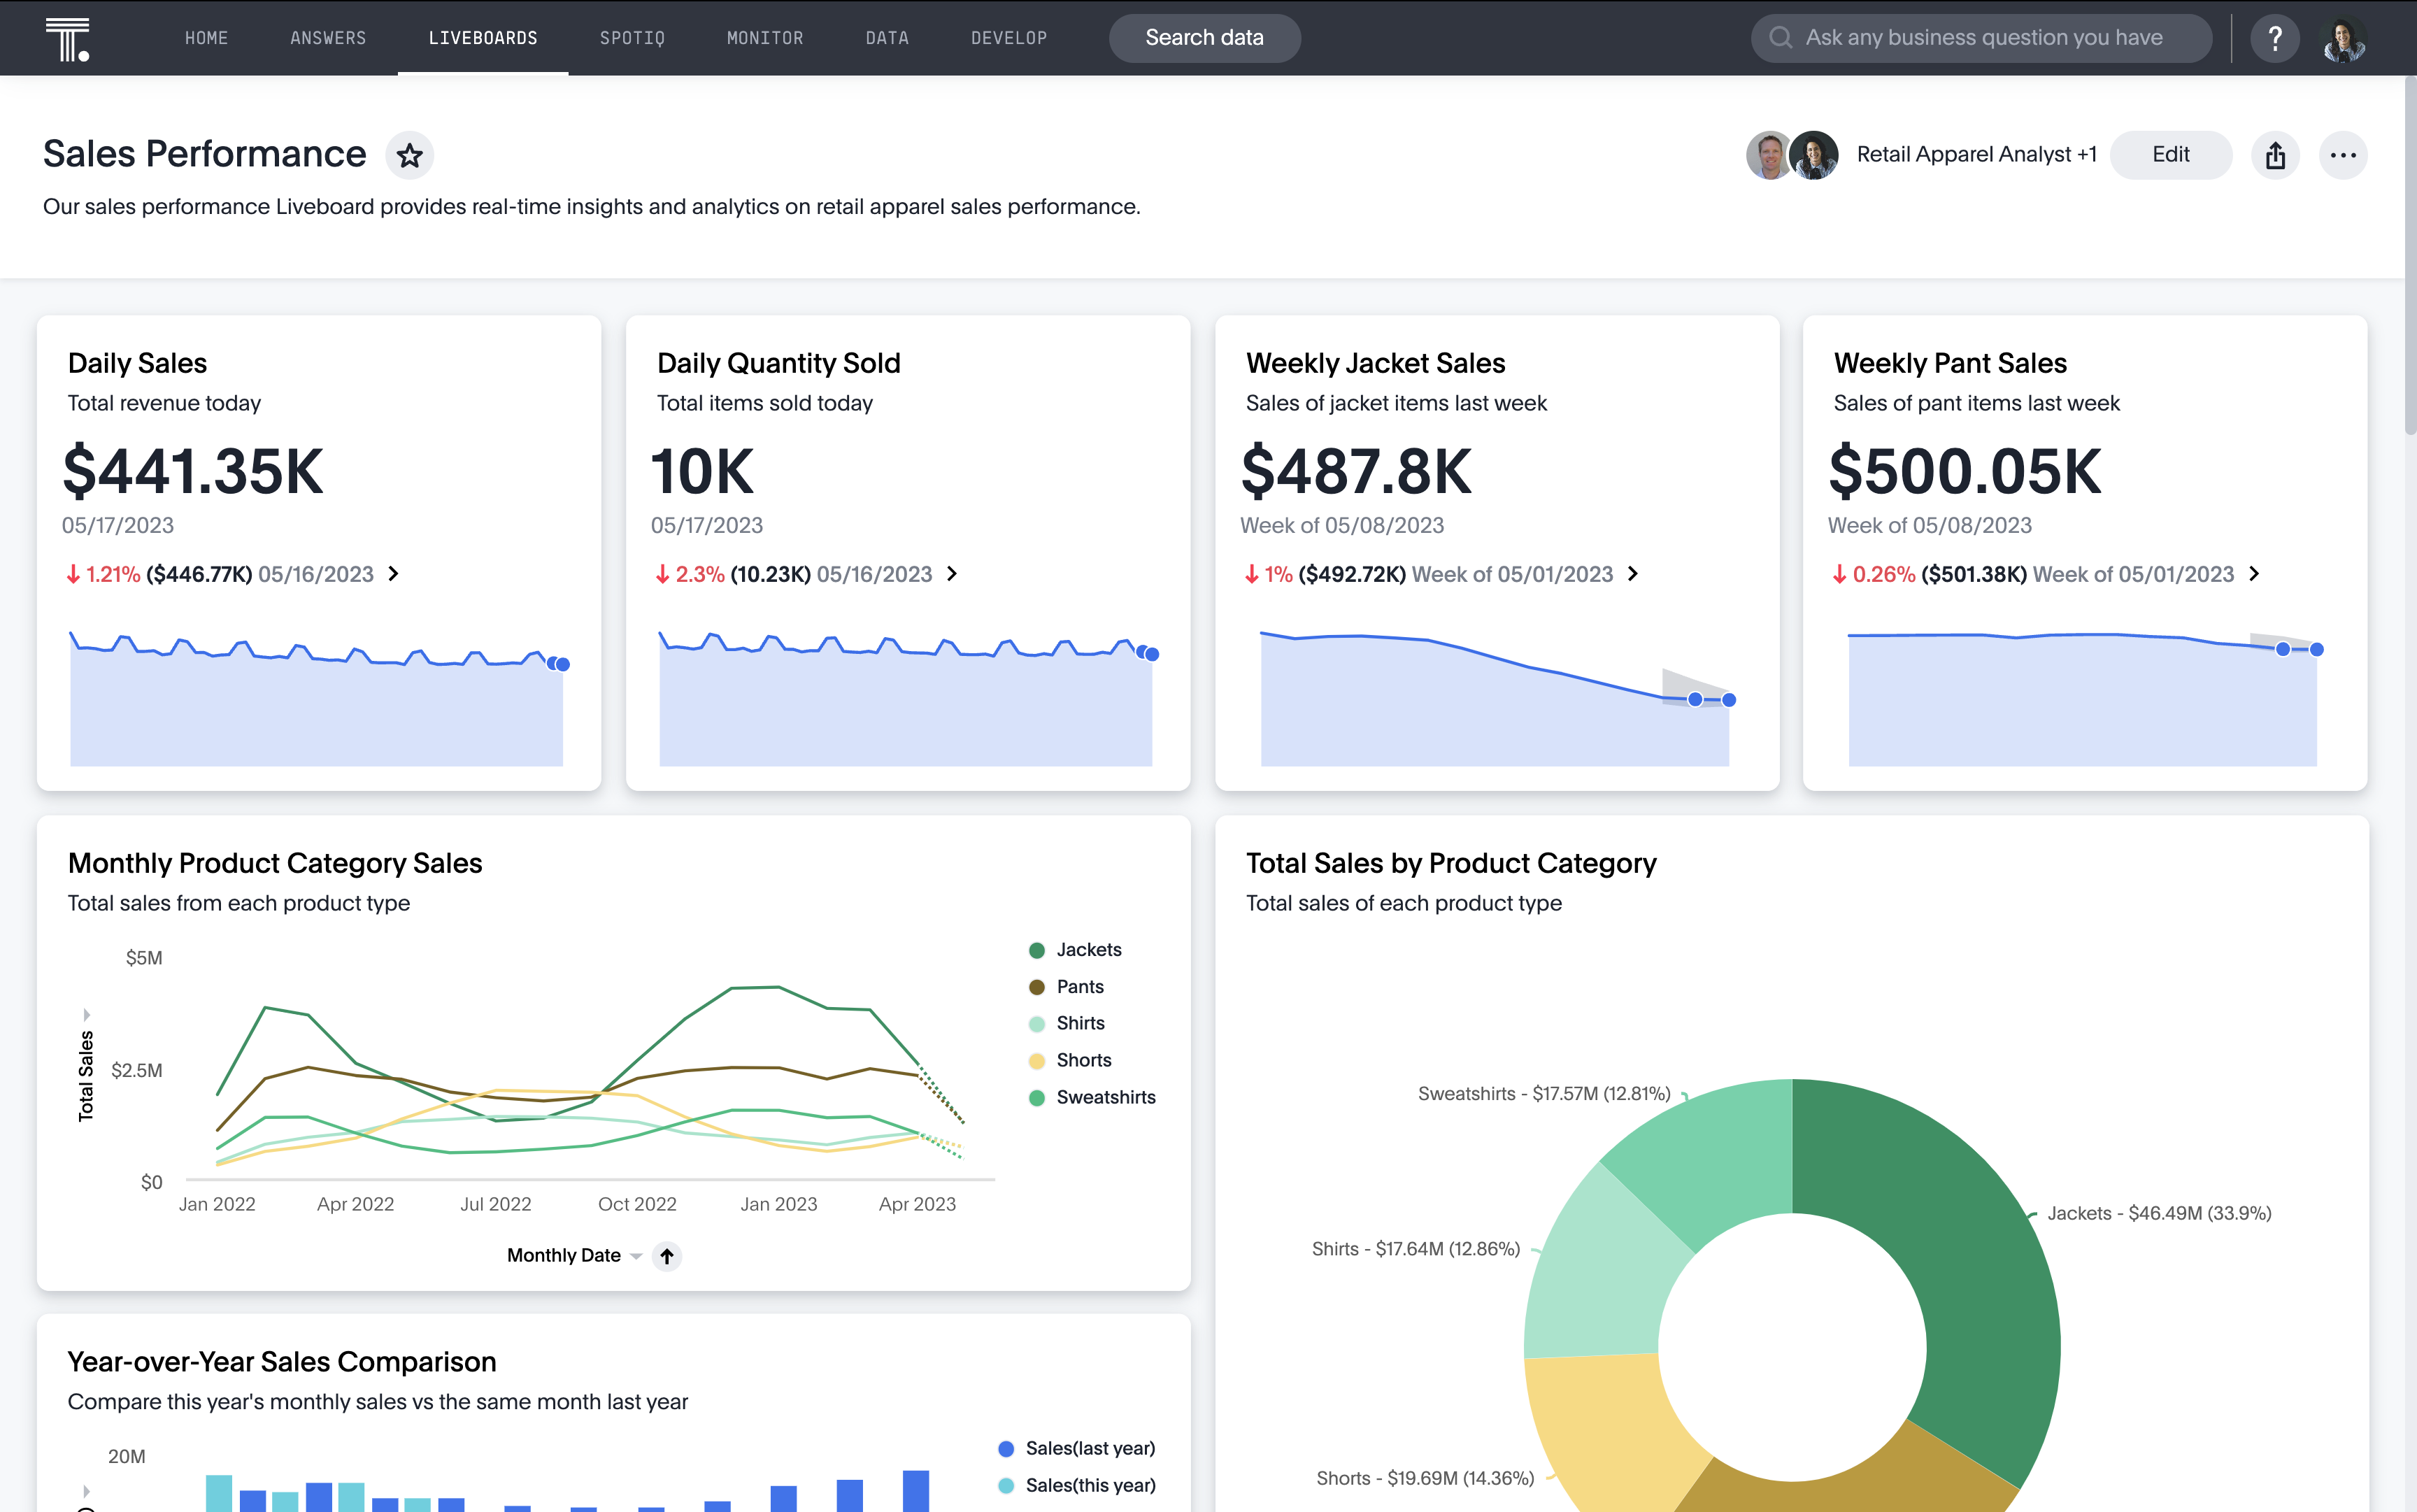 T.
HOME ANSWERS LIVEBOARDS SPOTIQ MONITOR DATA DEVELOP Search data Ask any business question you have ?
Sales Performance
Retail Apparel Analyst +1 Edit
Our sales performance Liveboard provides real-time insights and analytics on retail apparel sales performance.
Daily Sales
Total revenue today
$441.35K
05/17/2023
↓ 1.21% ($446.77K) 05/16/2023
Daily Quantity Sold
Total items sold today
10K
05/17/2023
↓ 2.3% (10.23K) 05/16/2023
Weekly Jacket Sales
Sales of jacket items last week
$487.8K
Week of 05/08/2023
↓ 1% ($492.72K) Week of 05/01/2023
Weekly Pant Sales
Sales of pant items last week
$500.05K
Week of 05/08/2023
↓ 0.26% ($501.38K) Week of 05/01/2023
Monthly Product Category Sales
Total sales from each product type
Total Sales
$5M
$2.5M
$0
Jan 2022 Apr 2022 Jul 2022 Oct 2022 Jan 2023 Apr 2023
Monthly Date
Jackets
Pants
Shirts
Shorts
Sweatshirts
Total Sales by Product Category
Total sales of each product type
Sweatshirts - $17.57M (12.81%)
Jackets - $46.49M (33.9%)
Shirts - $17.64M (12.86%)
Shorts - $19.69M (14.36%)
Year-over-Year Sales Comparison
Compare this year's monthly sales vs the same month last year
20M
Sales(last year)
Sales(this year)